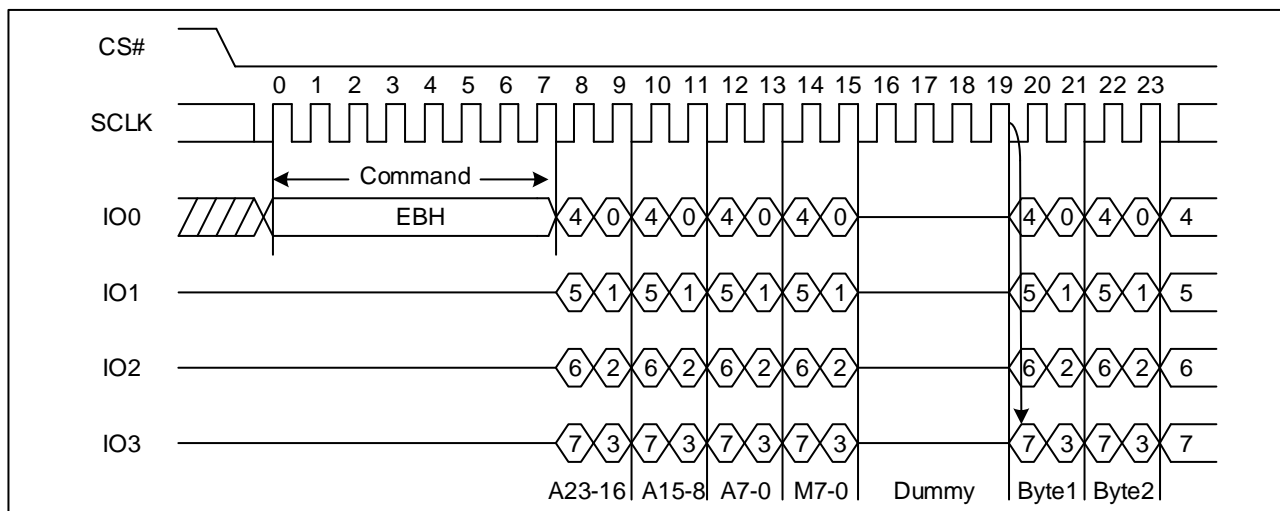 CS#
0 1 2 3 4 5 6 7 8 9 10 11 12 13 14 15 16 17 18 19 20 21 22 23
SCLK
Command
IO0 EBH 4 0 4 0 4 0 4 0 4 0 4 0 4
IO1 5 1 5 1 5 1 5 1 5 1 5 1 5
IO2 6 2 6 2 6 2 6 2 6 2 6 2 6
IO3 7 3 7 3 7 3 7 3 7 3 7 3 7
A23-16 A15-8 A7-0 M7-0 Dummy Byte1 Byte2